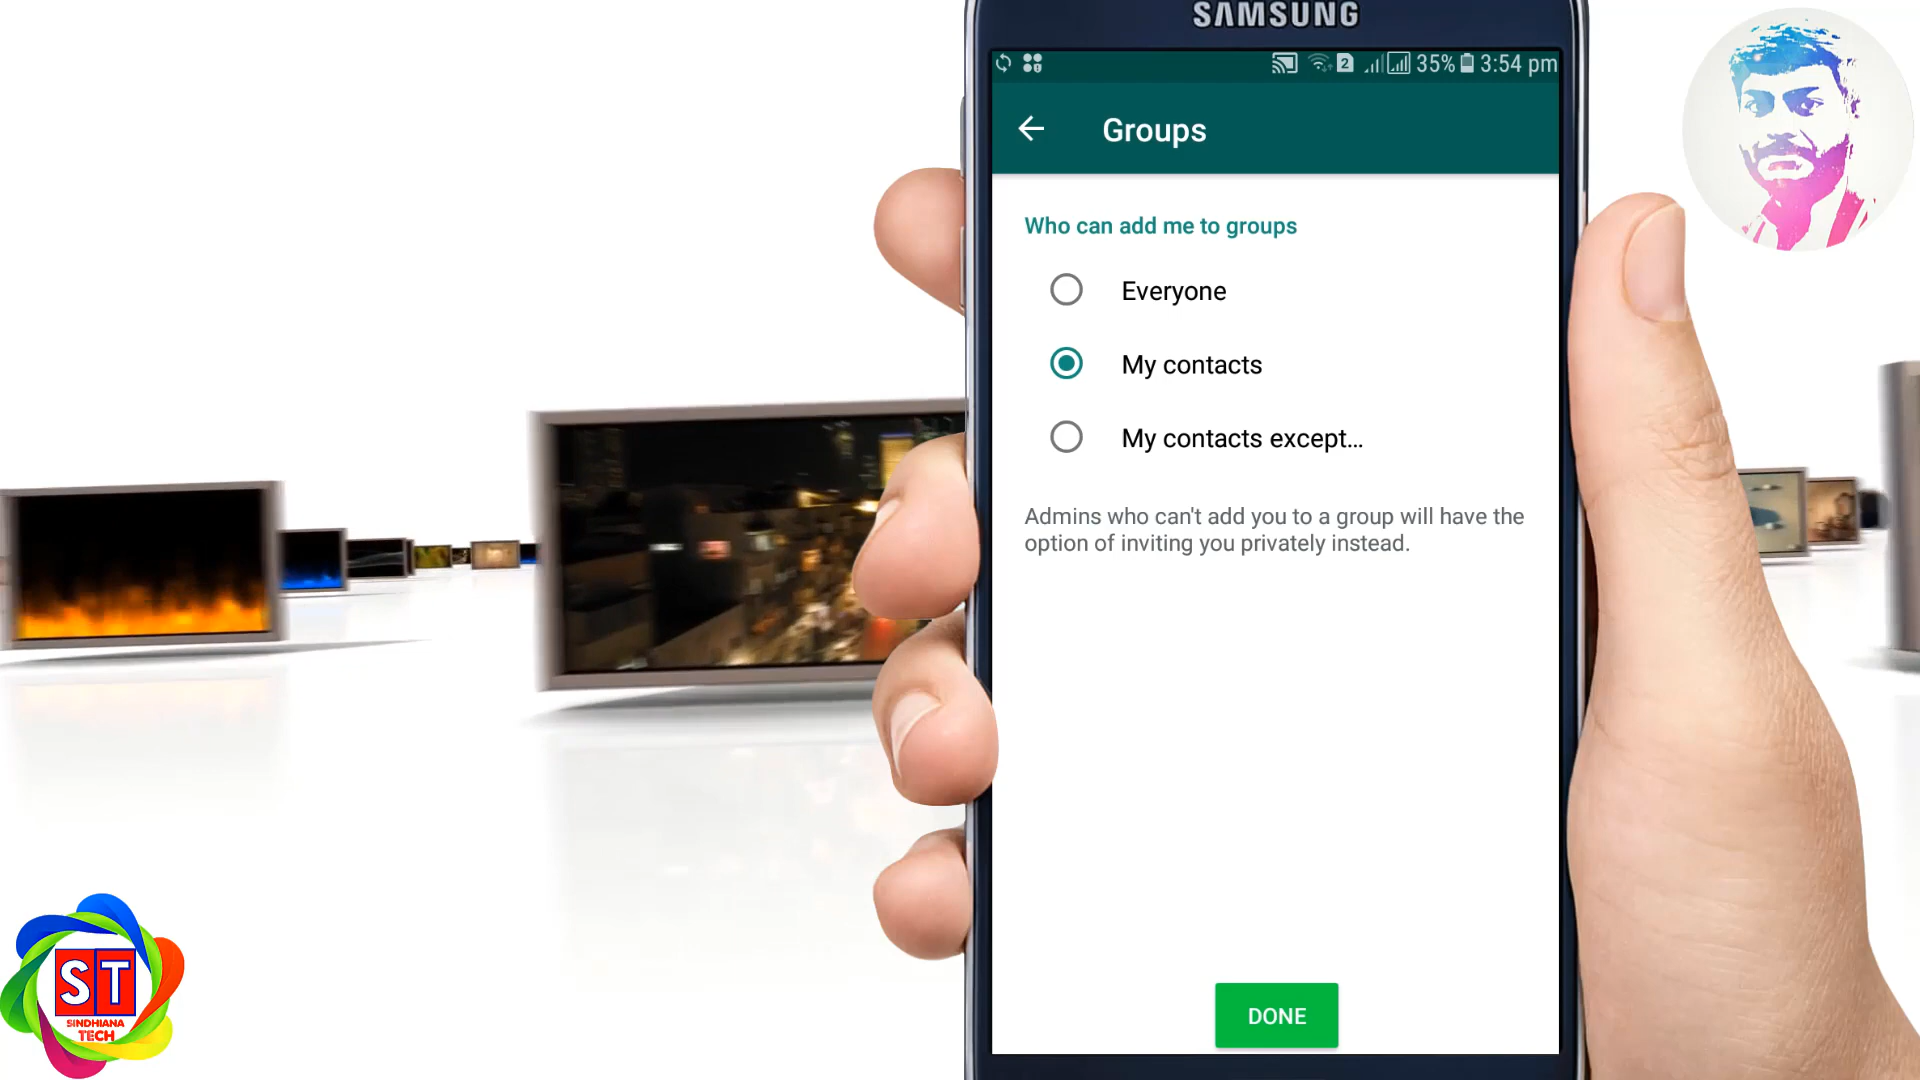 SAMSUNG
2 35% 3:54 pm
Groups
Who can add me to groups
Everyone
My contacts
My contacts except...
Admins who can't add you to a group will have the
option of inviting you privately instead.
DONE
ST
SINDHIANA
TECH